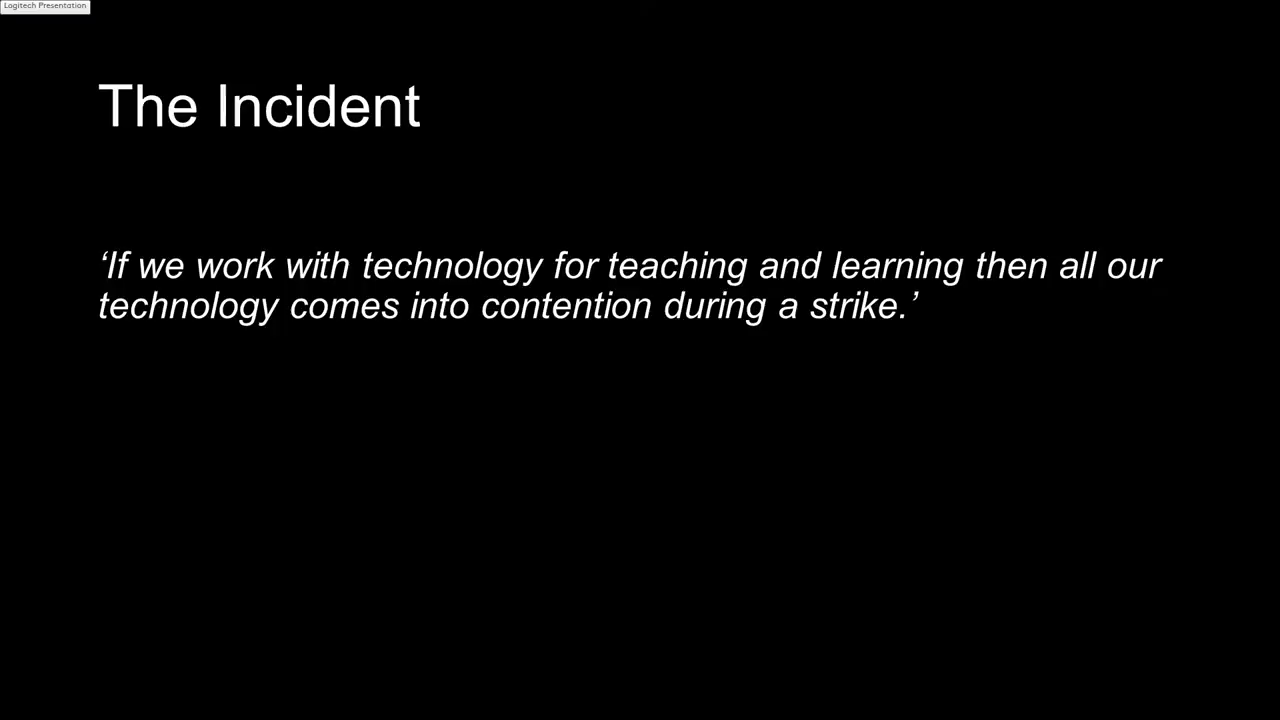 Logitech Presentation
The Incident
‘If we work with technology for teaching and learning then all our
technology comes into contention during a strike.’